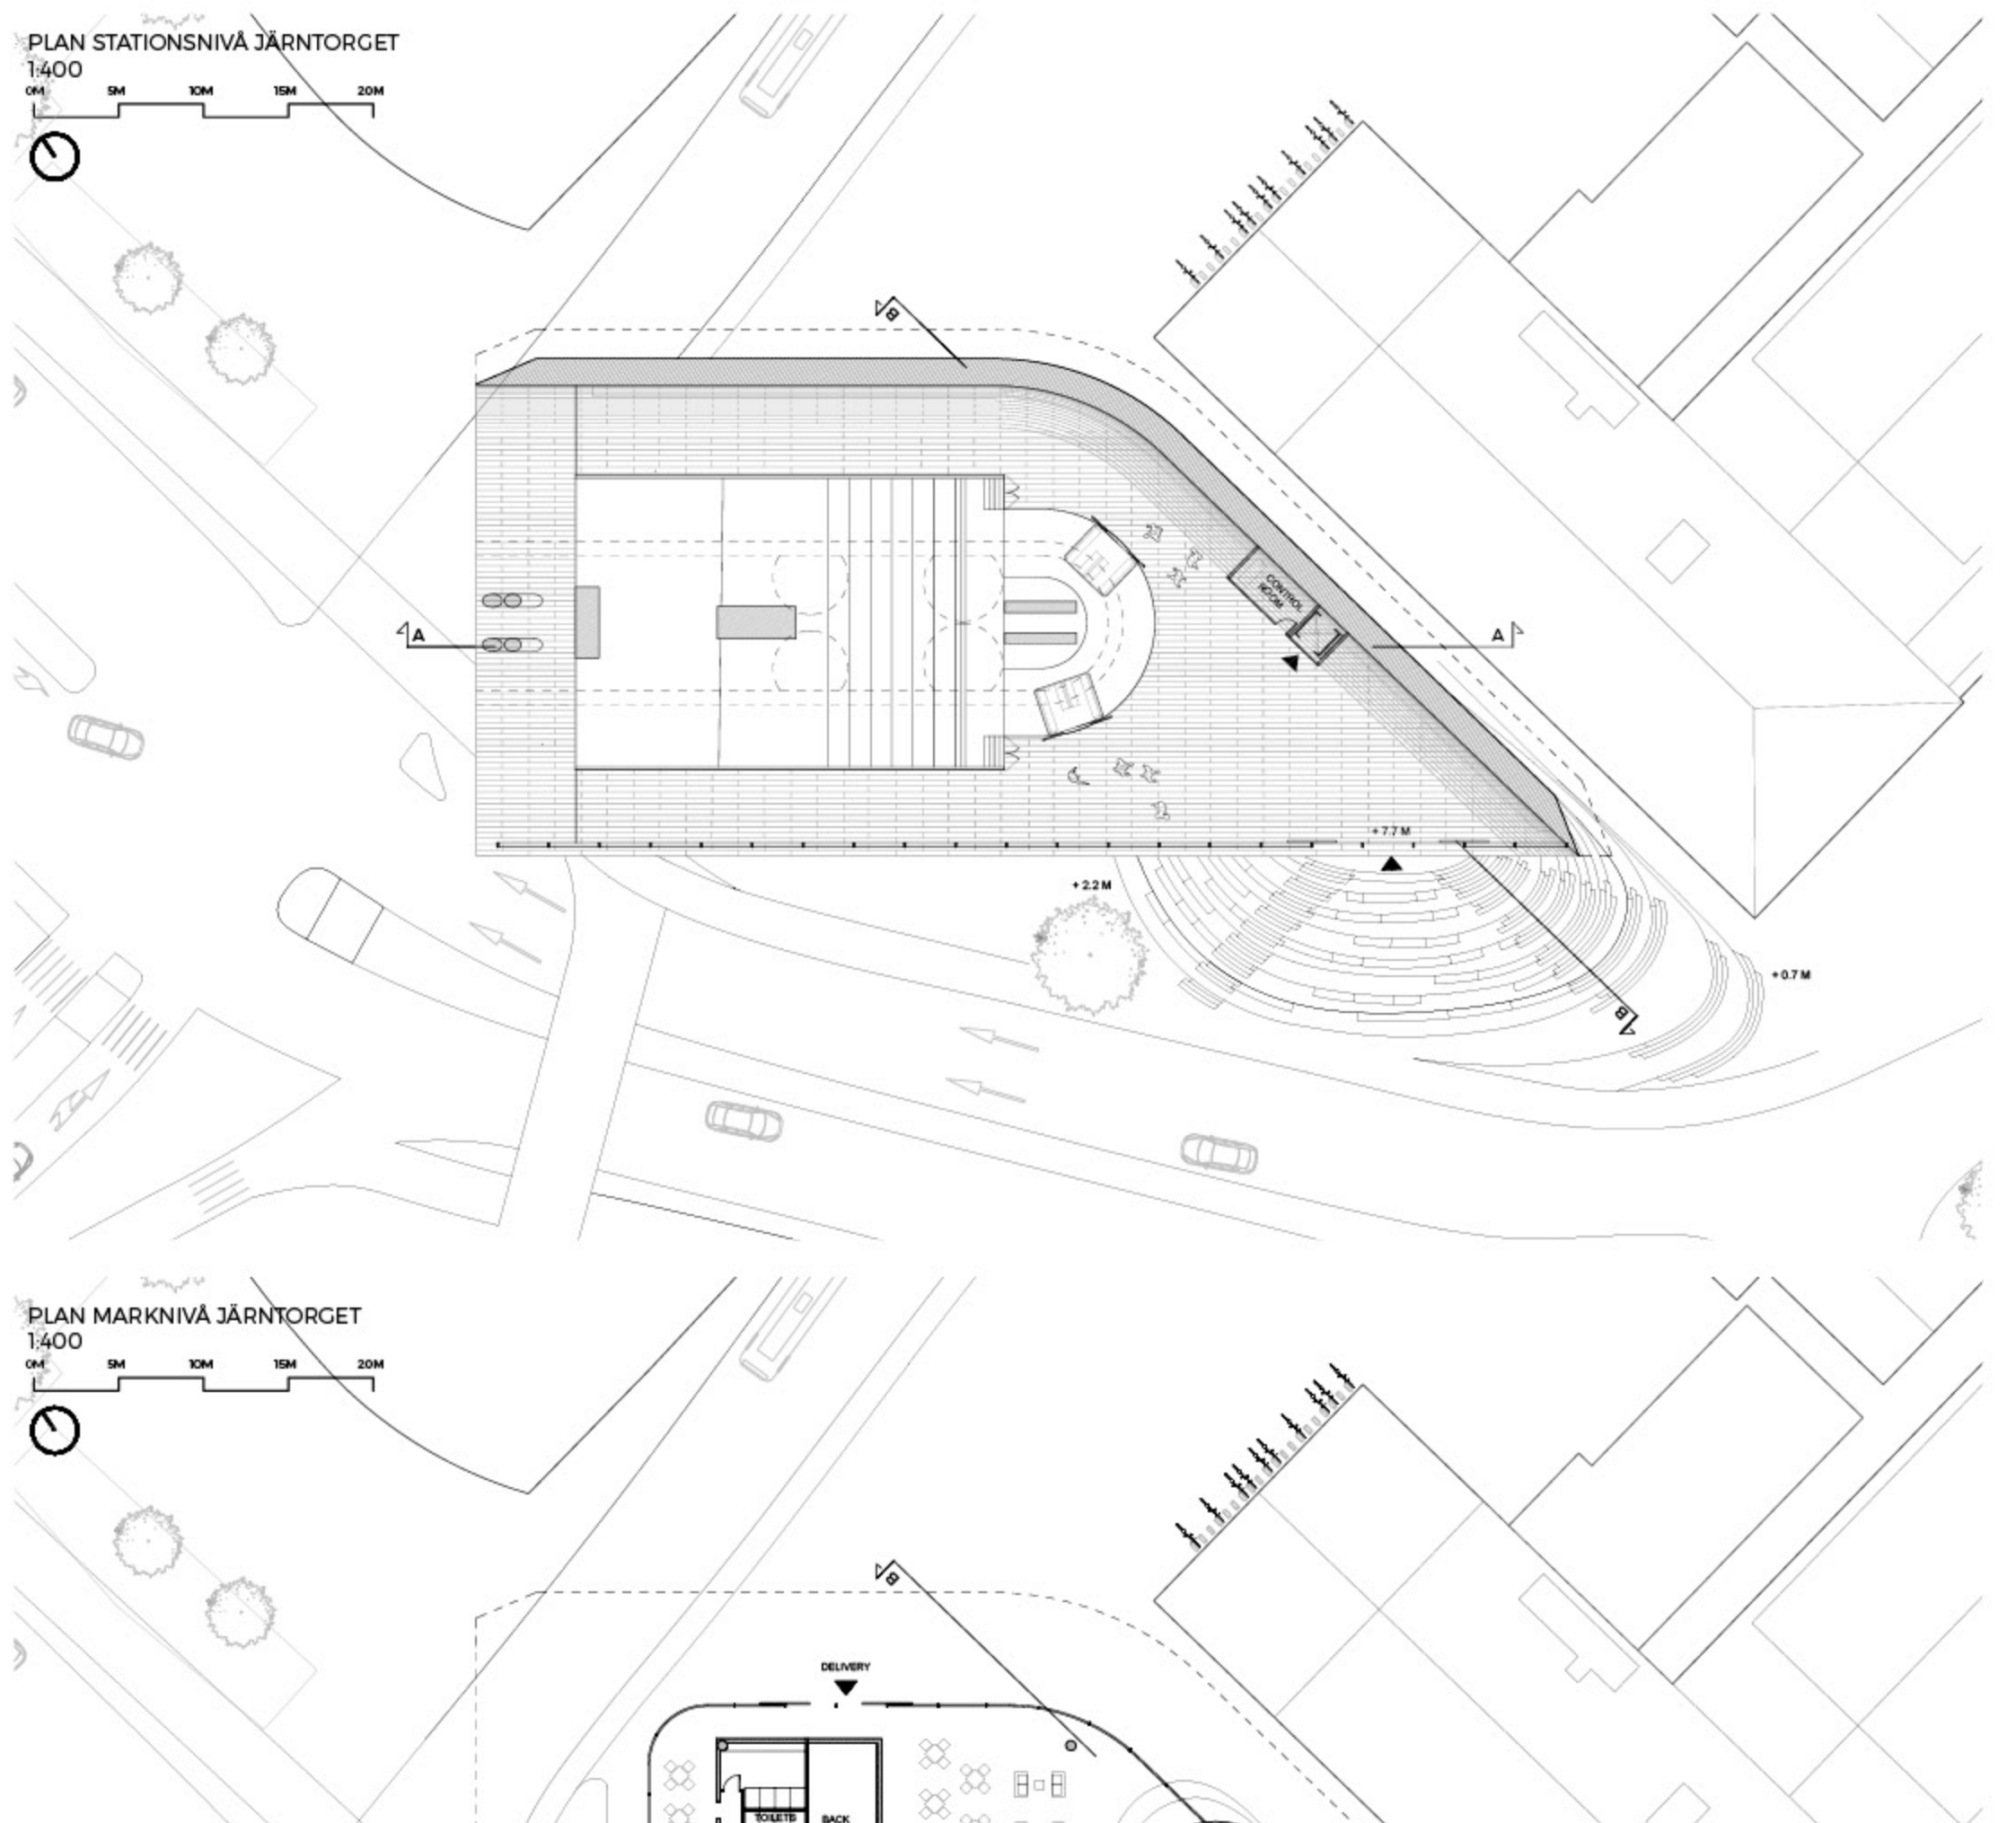 PLAN STATIONSNIVÅ JÄRNTORGET
1:400
0M 5M 10M 15M 20M
B
CONTROL
ROOM
A
A
+ 7.7 M
+ 2.2 M
+ 0.7 M
B
PLAN MARKNIVÅ JÄRNTORGET
1:400
0M 5M 10M 15M 20M
B
DELIVERY
TOILETS
BACK